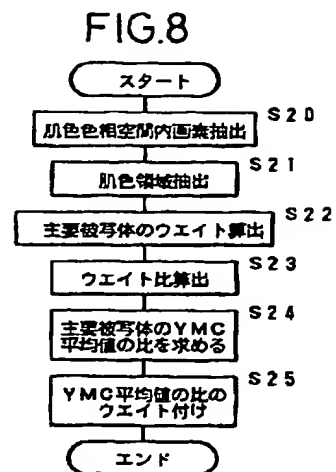 FIG.8
スタート
肌色色相空間内画素抽出
S20
肌色領域抽出
S21
主要被写体のウエイト算出
S22
ウエイト比算出
S23
主要被写体のYMC
平均値の比を求める
S24
YMC平均値の比の
ウエイト付け
S25
エンド